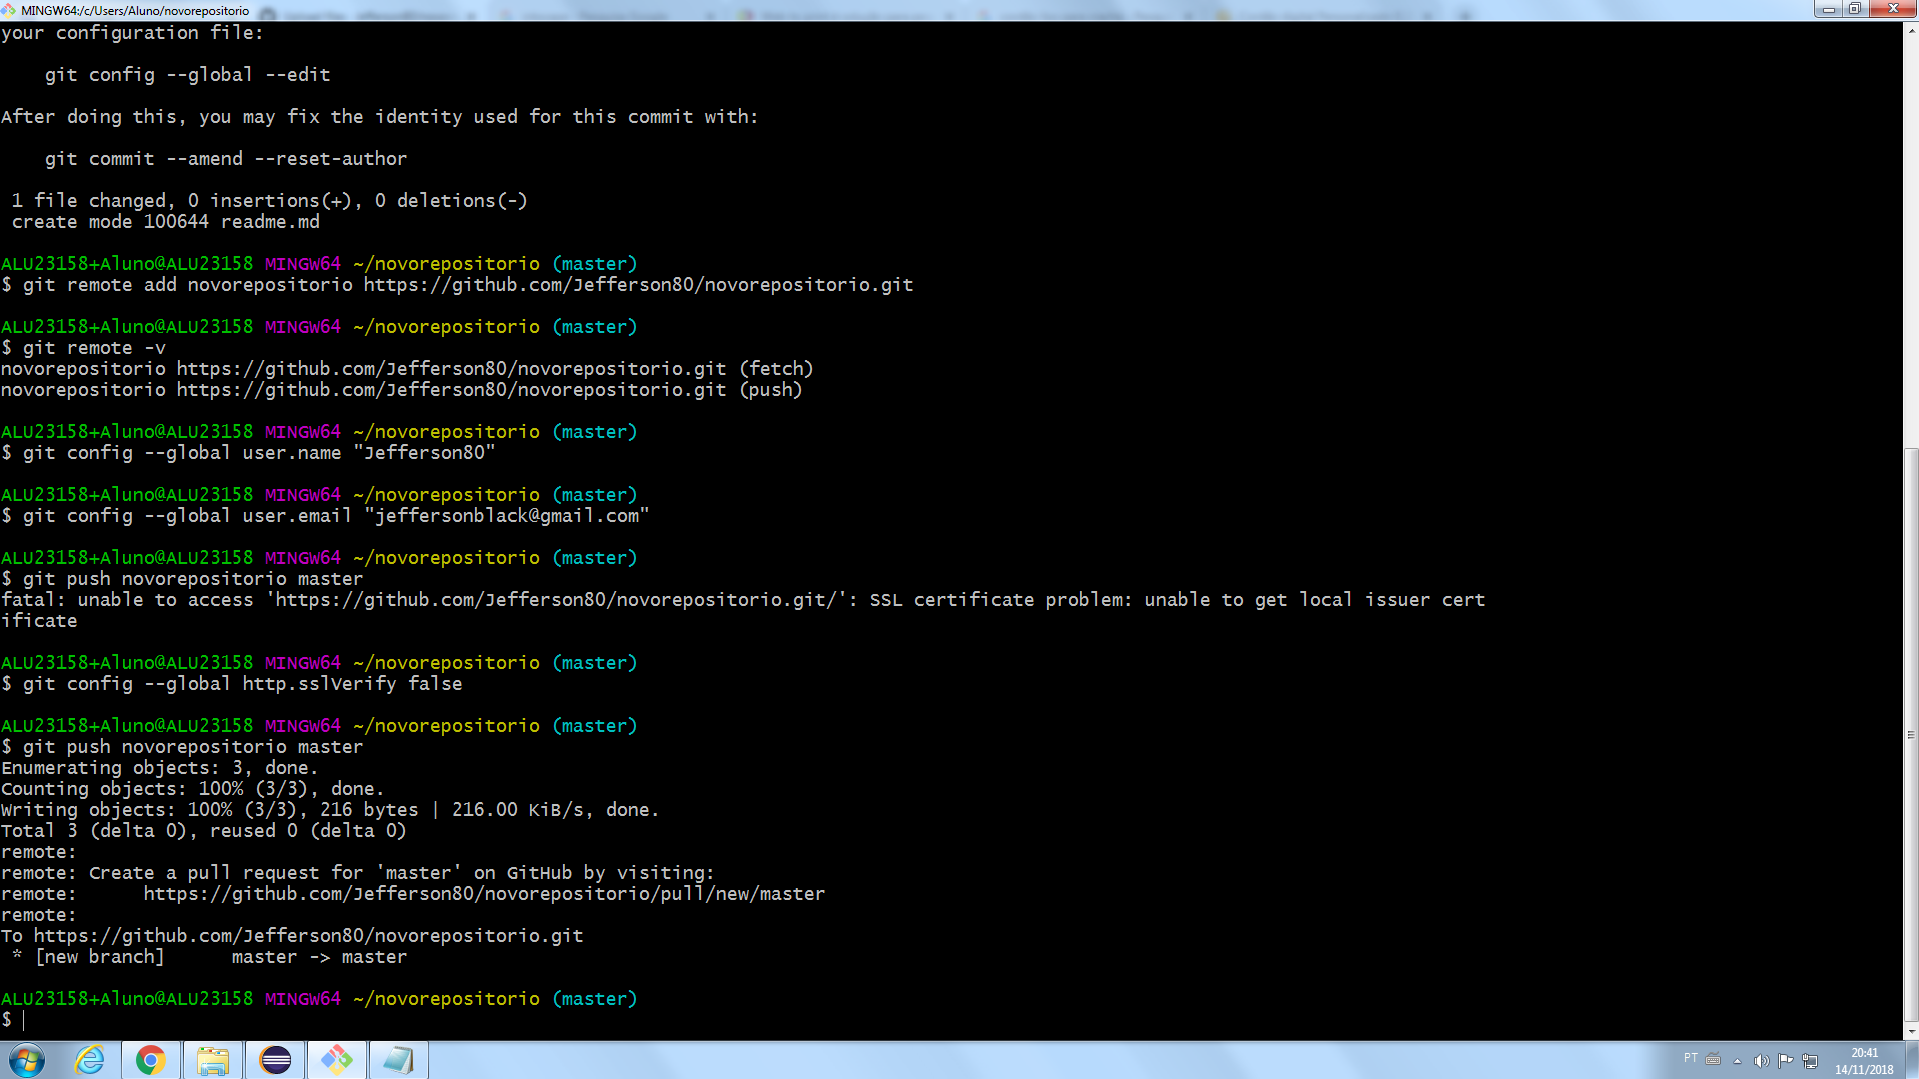 MINGW64:/c/Users/Aluno/novorepositorio
your configuration file:
git config --global --edit
After doing this, you may fix the identity used for this commit with:
git commit --amend --reset-author
1 file changed, 0 insertions(+), 0 deletions(-)
create mode 100644 readme.md
ALU23158+Aluno@ALU23158 MINGW64 ~/novorepositorio (master)
$ git remote add novorepositorio https://github.com/Jefferson80/novorepositorio.git
ALU23158+Aluno@ALU23158 MINGW64 ~/novorepositorio (master)
$ git remote -v
novorepositorio https://github.com/Jefferson80/novorepositorio.git (fetch)
novorepositorio https://github.com/Jefferson80/novorepositorio.git (push)
ALU23158+Aluno@ALU23158 MINGW64 ~/novorepositorio (master)
$ git config --global user.name "Jefferson80"
ALU23158+Aluno@ALU23158 MINGW64 ~/novorepositorio (master)
$ git config --global user.email "jeffersonblack@gmail.com"
ALU23158+Aluno@ALU23158 MINGW64 ~/novorepositorio (master)
$ git push novorepositorio master
fatal: unable to access 'https://github.com/Jefferson80/novorepositorio.git/': SSL certificate problem: unable to get local issuer cert
ificate
ALU23158+Aluno@ALU23158 MINGW64 ~/novorepositorio (master)
$ git config --global http.sslVerify false
ALU23158+Aluno@ALU23158 MINGW64 ~/novorepositorio (master)
$ git push novorepositorio master
Enumerating objects: 3, done.
Counting objects: 100% (3/3), done.
Writing objects: 100% (3/3), 216 bytes | 216.00 KiB/s, done.
Total 3 (delta 0), reused 0 (delta 0)
remote:
remote: Create a pull request for 'master' on GitHub by visiting:
remote:      https://github.com/Jefferson80/novorepositorio/pull/new/master
remote:
To https://github.com/Jefferson80/novorepositorio.git
* [new branch]      master -> master
ALU23158+Aluno@ALU23158 MINGW64 ~/novorepositorio (master)
$
PT
20:41
14/11/2018